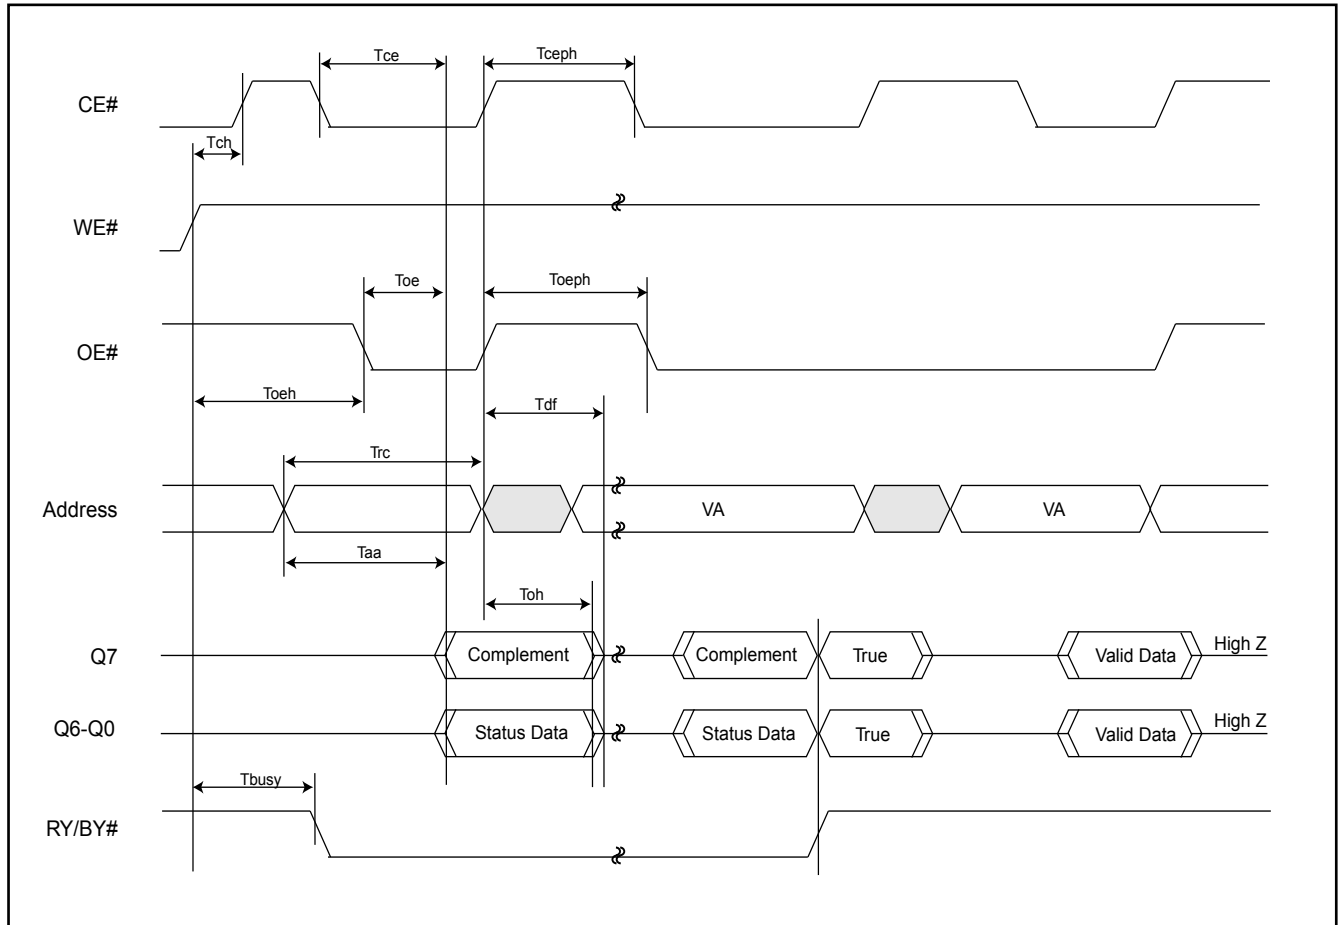 Tce
Tceph
CE#
Tch
WE#
Toe
Toeph
OE#
Toeh
Tdf
Trc
Address
VA
VA
Taa
Toh
Q7
Complement
Complement
True
Valid Data
High Z
Q6-Q0
Status Data
Status Data
True
Valid Data
High Z
Tbusy
RY/BY#